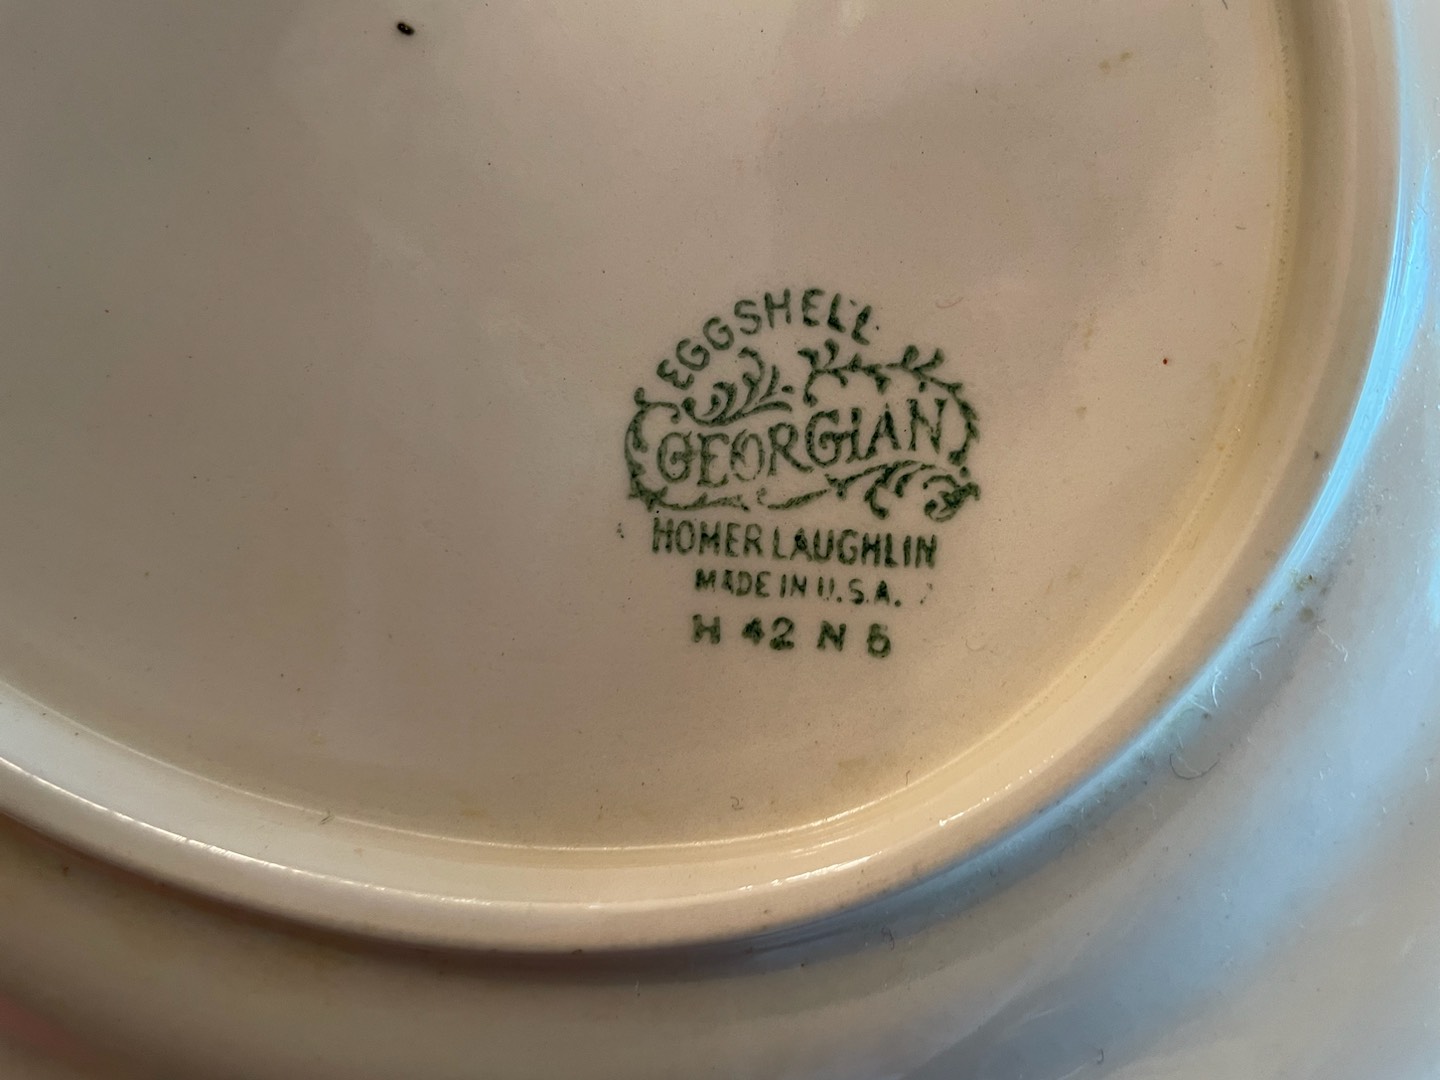 EGGSHELL
GEORGIAN
HOMER LAUGHLIN
MADE IN U.S.A.
H 42 N 5